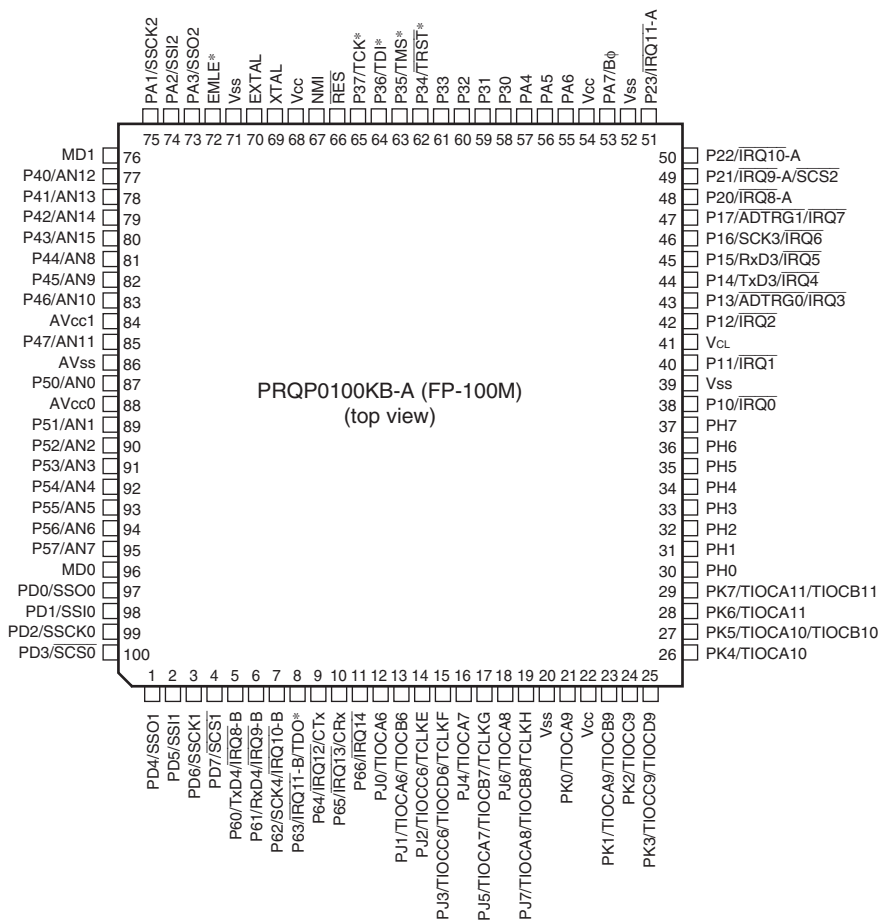 PA1/SSCK2
PA2/SSI2
PA3/SSO2
EMLE*
Vss
EXTAL
XTAL
Vcc
NMI
RES
P37/TCK*
P36/TDI*
P35/TMS*
P34/TRST*
P33
P32
P31
P30
PA4
PA5
PA6
Vcc
PA7/Bϕ
Vss
P23/IRQ11-A
75 74 73 72 71 70 69 68 67 66 65 64 63 62 61 60 59 58 57 56 55 54 53 52 51
MD1 76
P40/AN12 77
P41/AN13 78
P42/AN14 79
P43/AN15 80
P44/AN8 81
P45/AN9 82
P46/AN10 83
AVcc1 84
P47/AN11 85
AVss 86
P50/AN0 87
AVcc0 88
P51/AN1 89
P52/AN2 90
P53/AN3 91
P54/AN4 92
P55/AN5 93
P56/AN6 94
P57/AN7 95
MD0 96
PD0/SSO0 97
PD1/SSI0 98
PD2/SSCK0 99
PD3/SCS0 100
PRQP0100KB-A (FP-100M)
(top view)
50 P22/IRQ10-A
49 P21/IRQ9-A/SCS2
48 P20/IRQ8-A
47 P17/ADTRG1/IRQ7
46 P16/SCK3/IRQ6
45 P15/RxD3/IRQ5
44 P14/TxD3/IRQ4
43 P13/ADTRG0/IRQ3
42 P12/IRQ2
41 VCL
40 P11/IRQ1
39 Vss
38 P10/IRQ0
37 PH7
36 PH6
35 PH5
34 PH4
33 PH3
32 PH2
31 PH1
30 PH0
29 PK7/TIOCA11/TIOCB11
28 PK6/TIOCA11
27 PK5/TIOCA10/TIOCB10
26 PK4/TIOCA10
1 2 3 4 5 6 7 8 9 10 11 12 13 14 15 16 17 18 19 20 21 22 23 24 25
PD4/SSO1
PD5/SSI1
PD6/SSCK1
PD7/SCS1
P60/TxD4/IRQ8-B
P61/RxD4/IRQ9-B
P62/SCK4/IRQ10-B
P63/IRQ11-B/TDO*
P64/IRQ12/CTx
P65/IRQ13/CRx
P66/IRQ14
PJ0/TIOCA6
PJ1/TIOCA6/TIOCB6
PJ2/TIOCC6/TCLKE
PJ3/TIOCC6/TIOCD6/TCLKF
PJ4/TIOCA7
PJ5/TIOCA7/TIOCB7/TCLKG
PJ6/TIOCA8
PJ7/TIOCA8/TIOCB8/TCLKH
Vss
PK0/TIOCA9
Vcc
PK1/TIOCA9/TIOCB9
PK2/TIOCC9
PK3/TIOCC9/TIOCD9